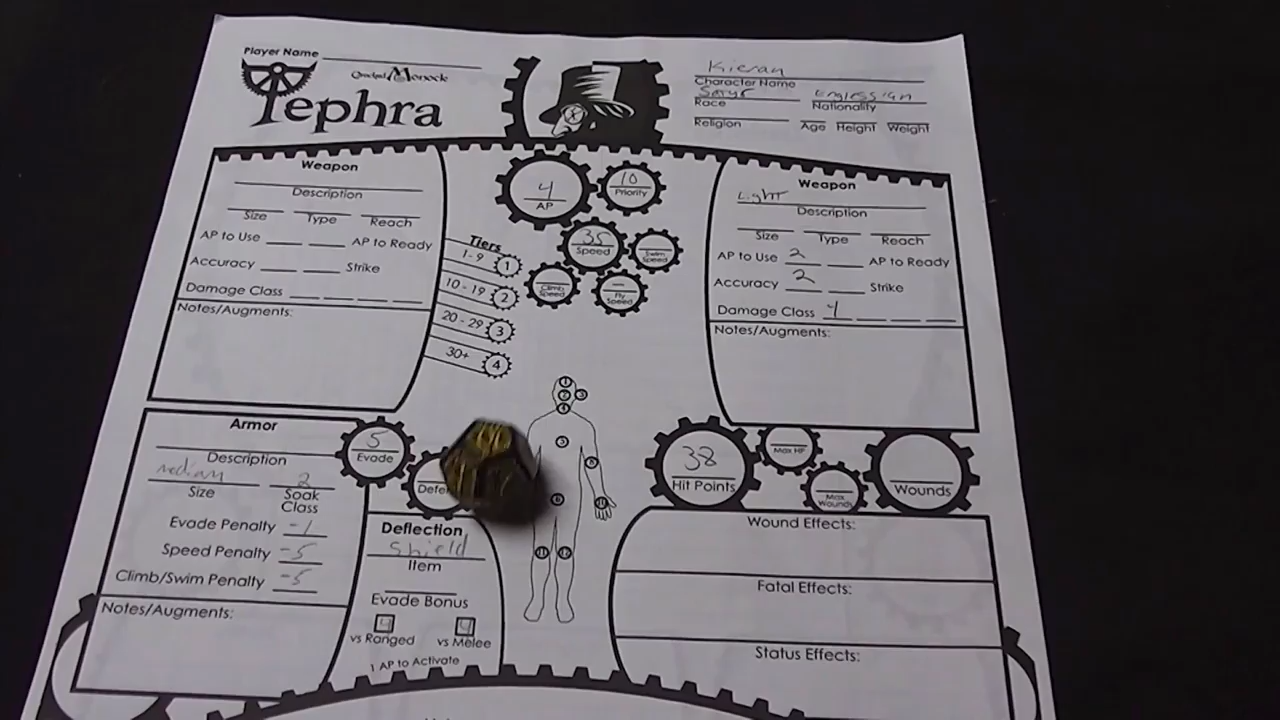 Player Name
Cracked Monocle
Tephra
Kieran
Character Name
Satyr
Race
Nationality
Religion
Age Height Weight
Weapon
Description
Size Type Reach
AP to Use AP to Ready
Accuracy Strike
Damage Class
Notes/Augments:
4
AP
10
Priority
35
Speed
Swim Speed
Climb Speed
Fly Speed
Tiers
1 - 9 1
10 - 19 2
20 - 29 3
30+ 4
Weapon
Light
Description
Size Type Reach
AP to Use 2 AP to Ready
Accuracy 2 Strike
Damage Class 4
Notes/Augments:
Armor
Description
2
Size Soak Class
Evade Penalty -1
Speed Penalty -5
Climb/Swim Penalty -5
Notes/Augments:
5
Evade
Defe
Deflection
Shield
Item
Evade Bonus
vs Ranged vs Melee
1 AP to Activate
38
Hit Points
Max HP
Max Wounds
Wounds
Wound Effects:
Fatal Effects:
Status Effects: